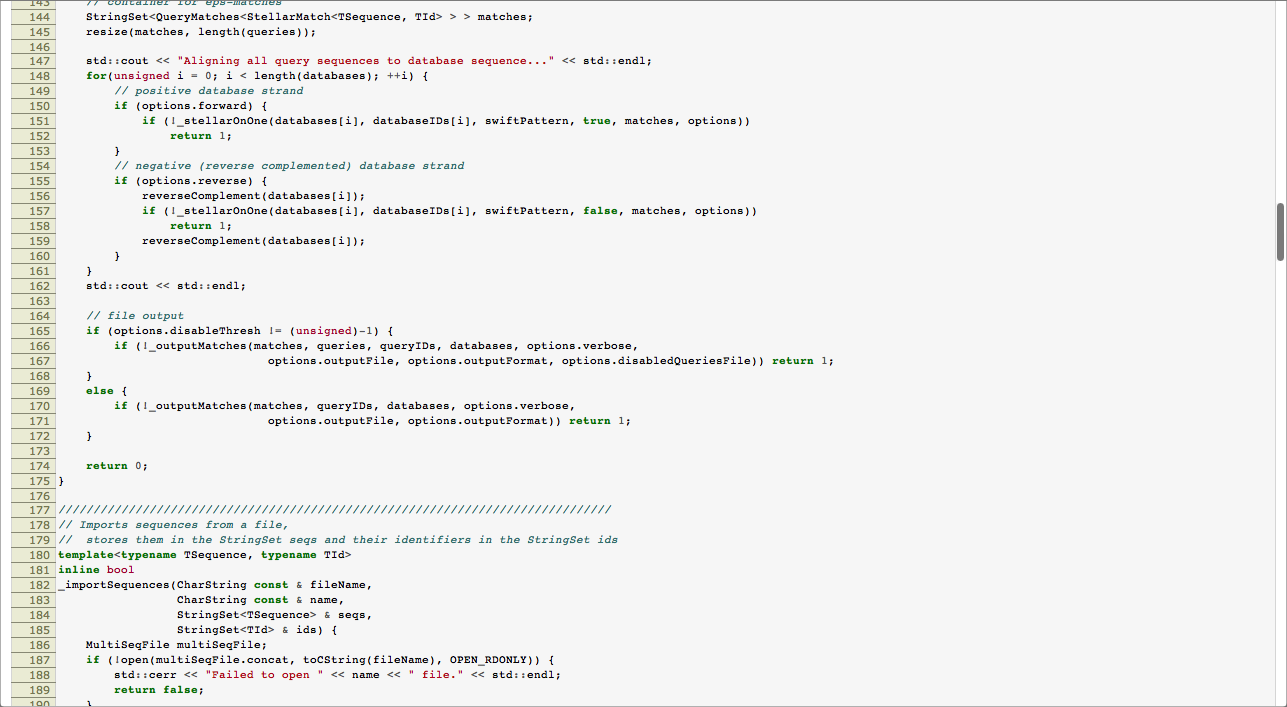 143     // container for eps-matches
144     StringSet<QueryMatches<StellarMatch<TSequence, TId> > > matches;
145     resize(matches, length(queries));
146
147     std::cout << "Aligning all query sequences to database sequence..." << std::endl;
148     for(unsigned i = 0; i < length(databases); ++i) {
149         // positive database strand
150         if (options.forward) {
151             if (!_stellarOnOne(databases[i], databaseIDs[i], swiftPattern, true, matches, options))
152                 return 1;
153         }
154         // negative (reverse complemented) database strand
155         if (options.reverse) {
156             reverseComplement(databases[i]);
157             if (!_stellarOnOne(databases[i], databaseIDs[i], swiftPattern, false, matches, options))
158                 return 1;
159             reverseComplement(databases[i]);
160         }
161     }
162     std::cout << std::endl;
163
164     // file output
165     if (options.disableThresh != (unsigned)-1) {
166         if (!_outputMatches(matches, queries, queryIDs, databases, options.verbose,
167                               options.outputFile, options.outputFormat, options.disabledQueriesFile)) return 1;
168     }
169     else {
170         if (!_outputMatches(matches, queryIDs, databases, options.verbose,
171                               options.outputFile, options.outputFormat)) return 1;
172     }
173
174     return 0;
175 }
176
177 ///////////////////////////////////////////////////////////////////////////////
178 // Imports sequences from a file,
179 //  stores them in the StringSet seqs and their identifiers in the StringSet ids
180 template<typename TSequence, typename TId>
181 inline bool
182 _importSequences(CharString const & fileName,
183                  CharString const & name,
184                  StringSet<TSequence> & seqs,
185                  StringSet<TId> & ids) {
186     MultiSeqFile multiSeqFile;
187     if (!open(multiSeqFile.concat, toCString(fileName), OPEN_RDONLY)) {
188         std::cerr << "Failed to open " << name << " file." << std::endl;
189         return false;
190     }